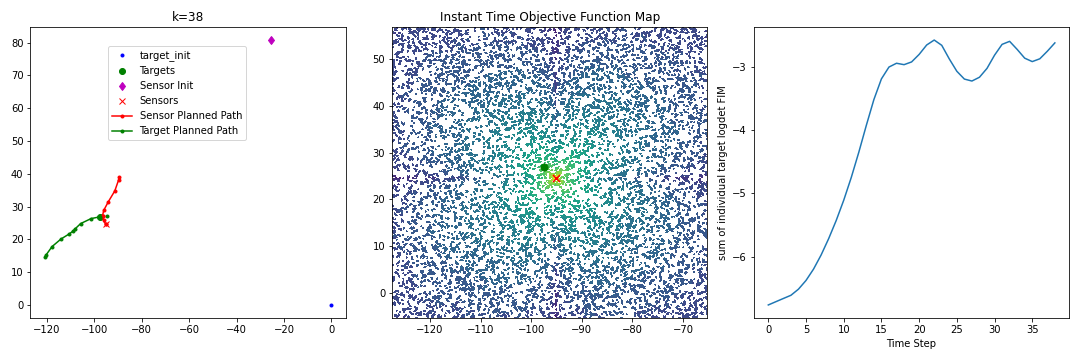 k=38
80
70
60
50
40
30
20
10
0
−120 −100 −80 −60 −40 −20 0
target_init
Targets
Sensor Init
Sensors
Sensor Planned Path
Target Planned Path
Instant Time Objective Function Map
50
40
30
20
10
0
−120 −110 −100 −90 −80 −70
sum of individual target logdet FIM
−3
−4
−5
−6
0 5 10 15 20 25 30 35
Time Step